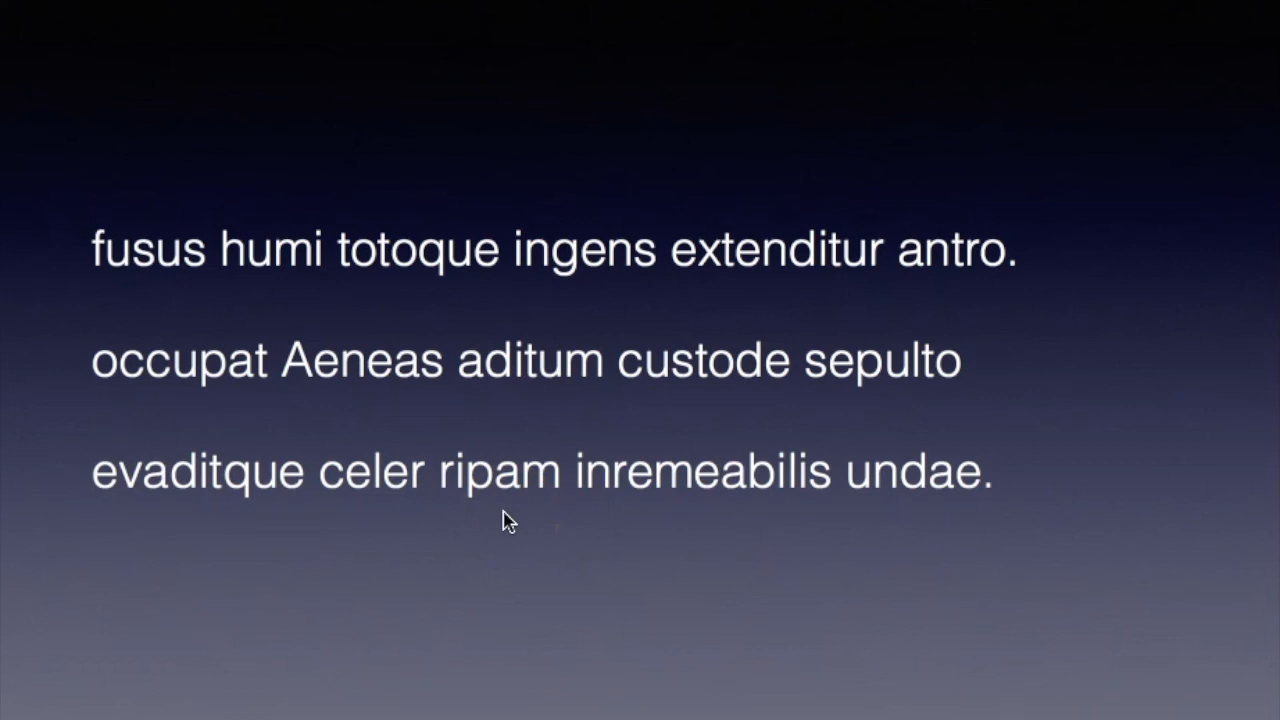 fusus humi totoque ingens extenditur antro.
occupat Aeneas aditum custode sepulto
evaditque celer ripam inremeabilis undae.